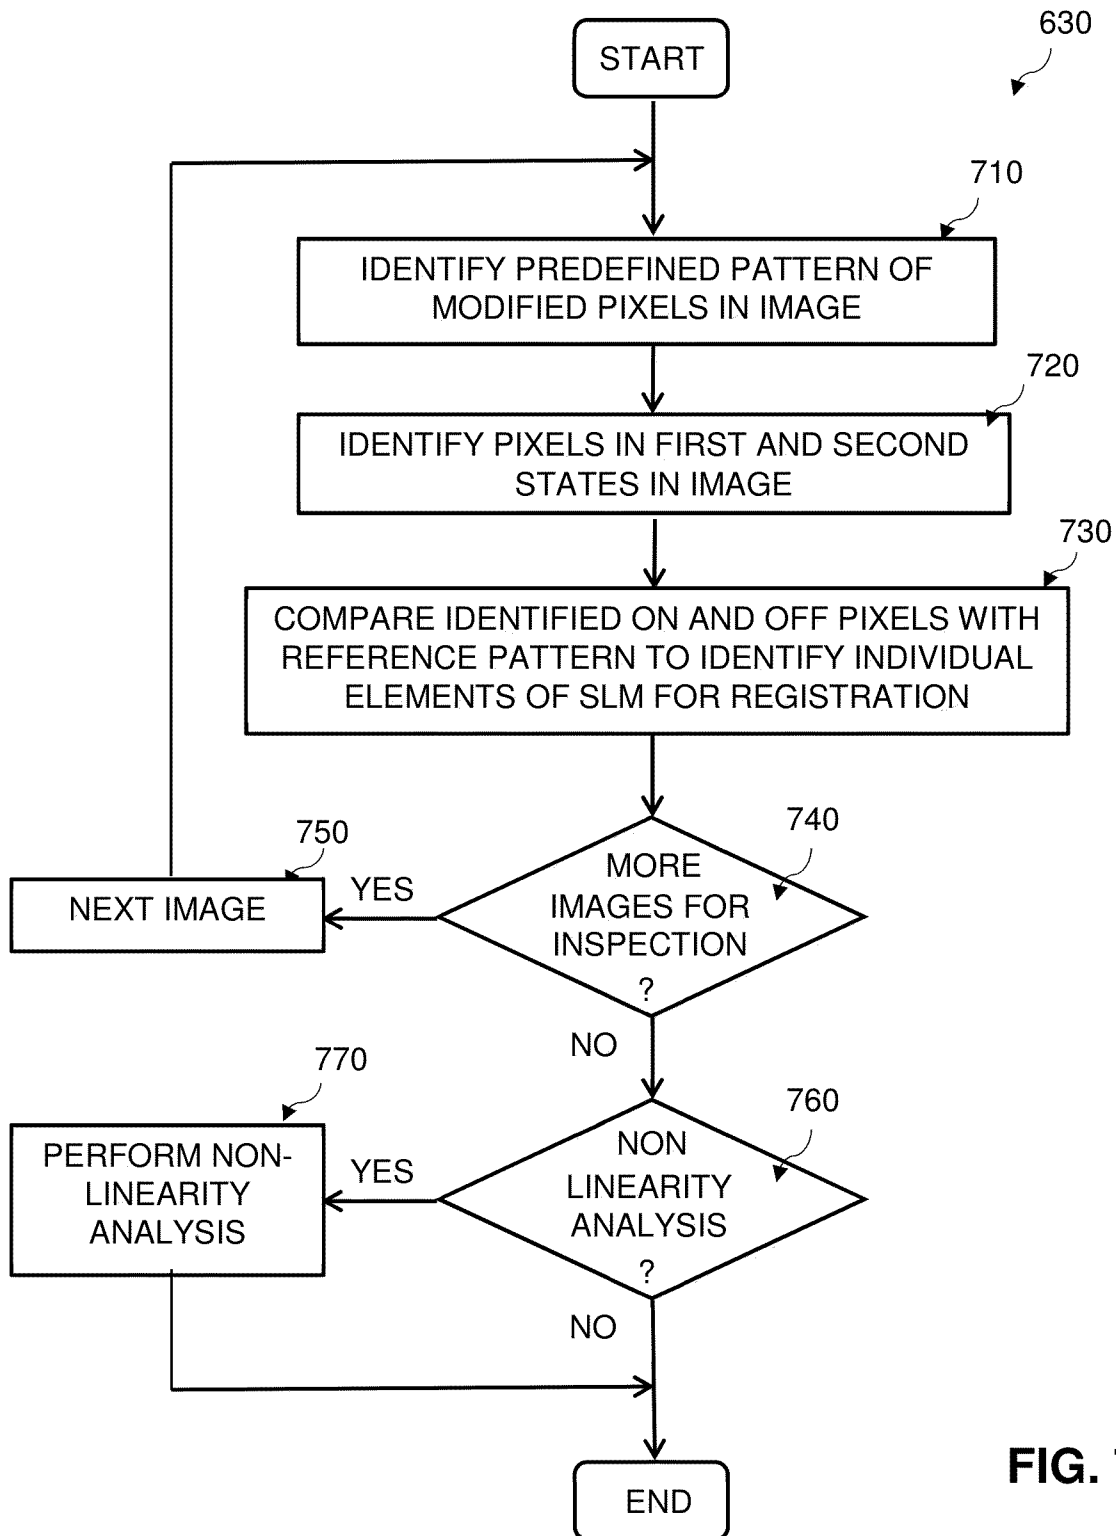 630
START
710
IDENTIFY PREDEFINED PATTERN OF
MODIFIED PIXELS IN IMAGE
720
IDENTIFY PIXELS IN FIRST AND SECOND
STATES IN IMAGE
730
COMPARE IDENTIFIED ON AND OFF PIXELS WITH
REFERENCE PATTERN TO IDENTIFY INDIVIDUAL
ELEMENTS OF SLM FOR REGISTRATION
740
MORE
IMAGES FOR
INSPECTION
?
750
YES
NEXT IMAGE
NO
760
NON
LINEARITY
ANALYSIS
?
770
YES
PERFORM NON-
LINEARITY
ANALYSIS
NO
END
FIG.